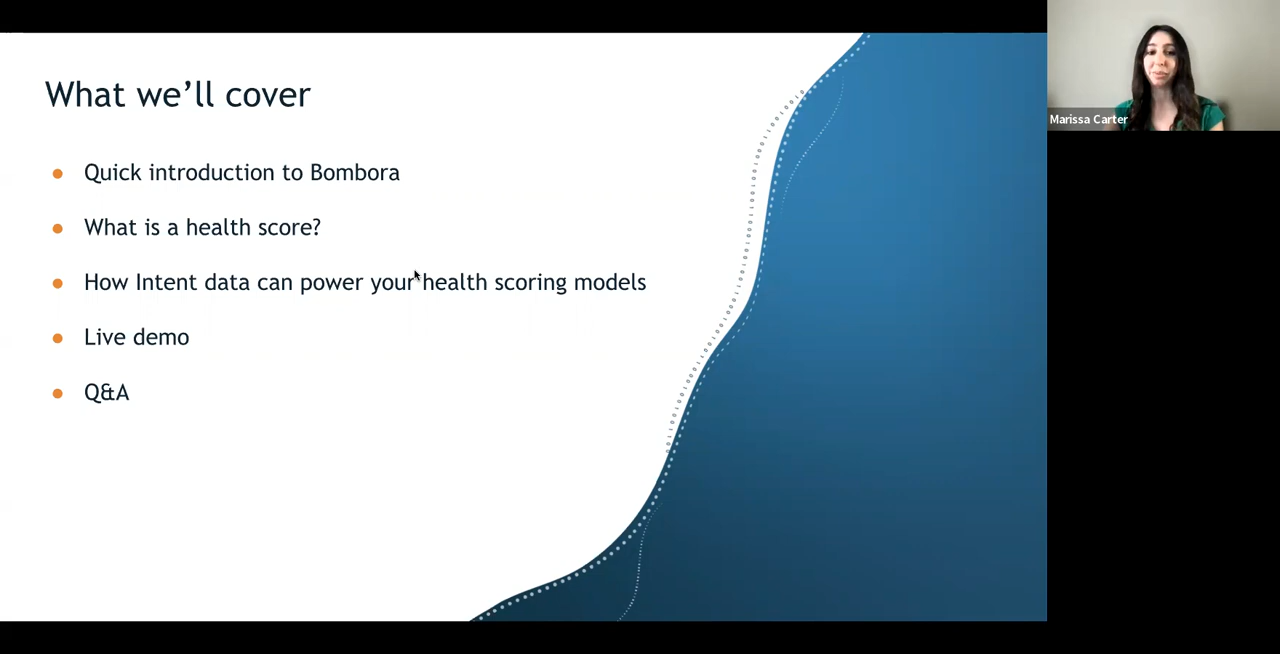 What we’ll cover
Quick introduction to Bombora
What is a health score?
How Intent data can power your health scoring models
Live demo
Q&A
Marissa Carter